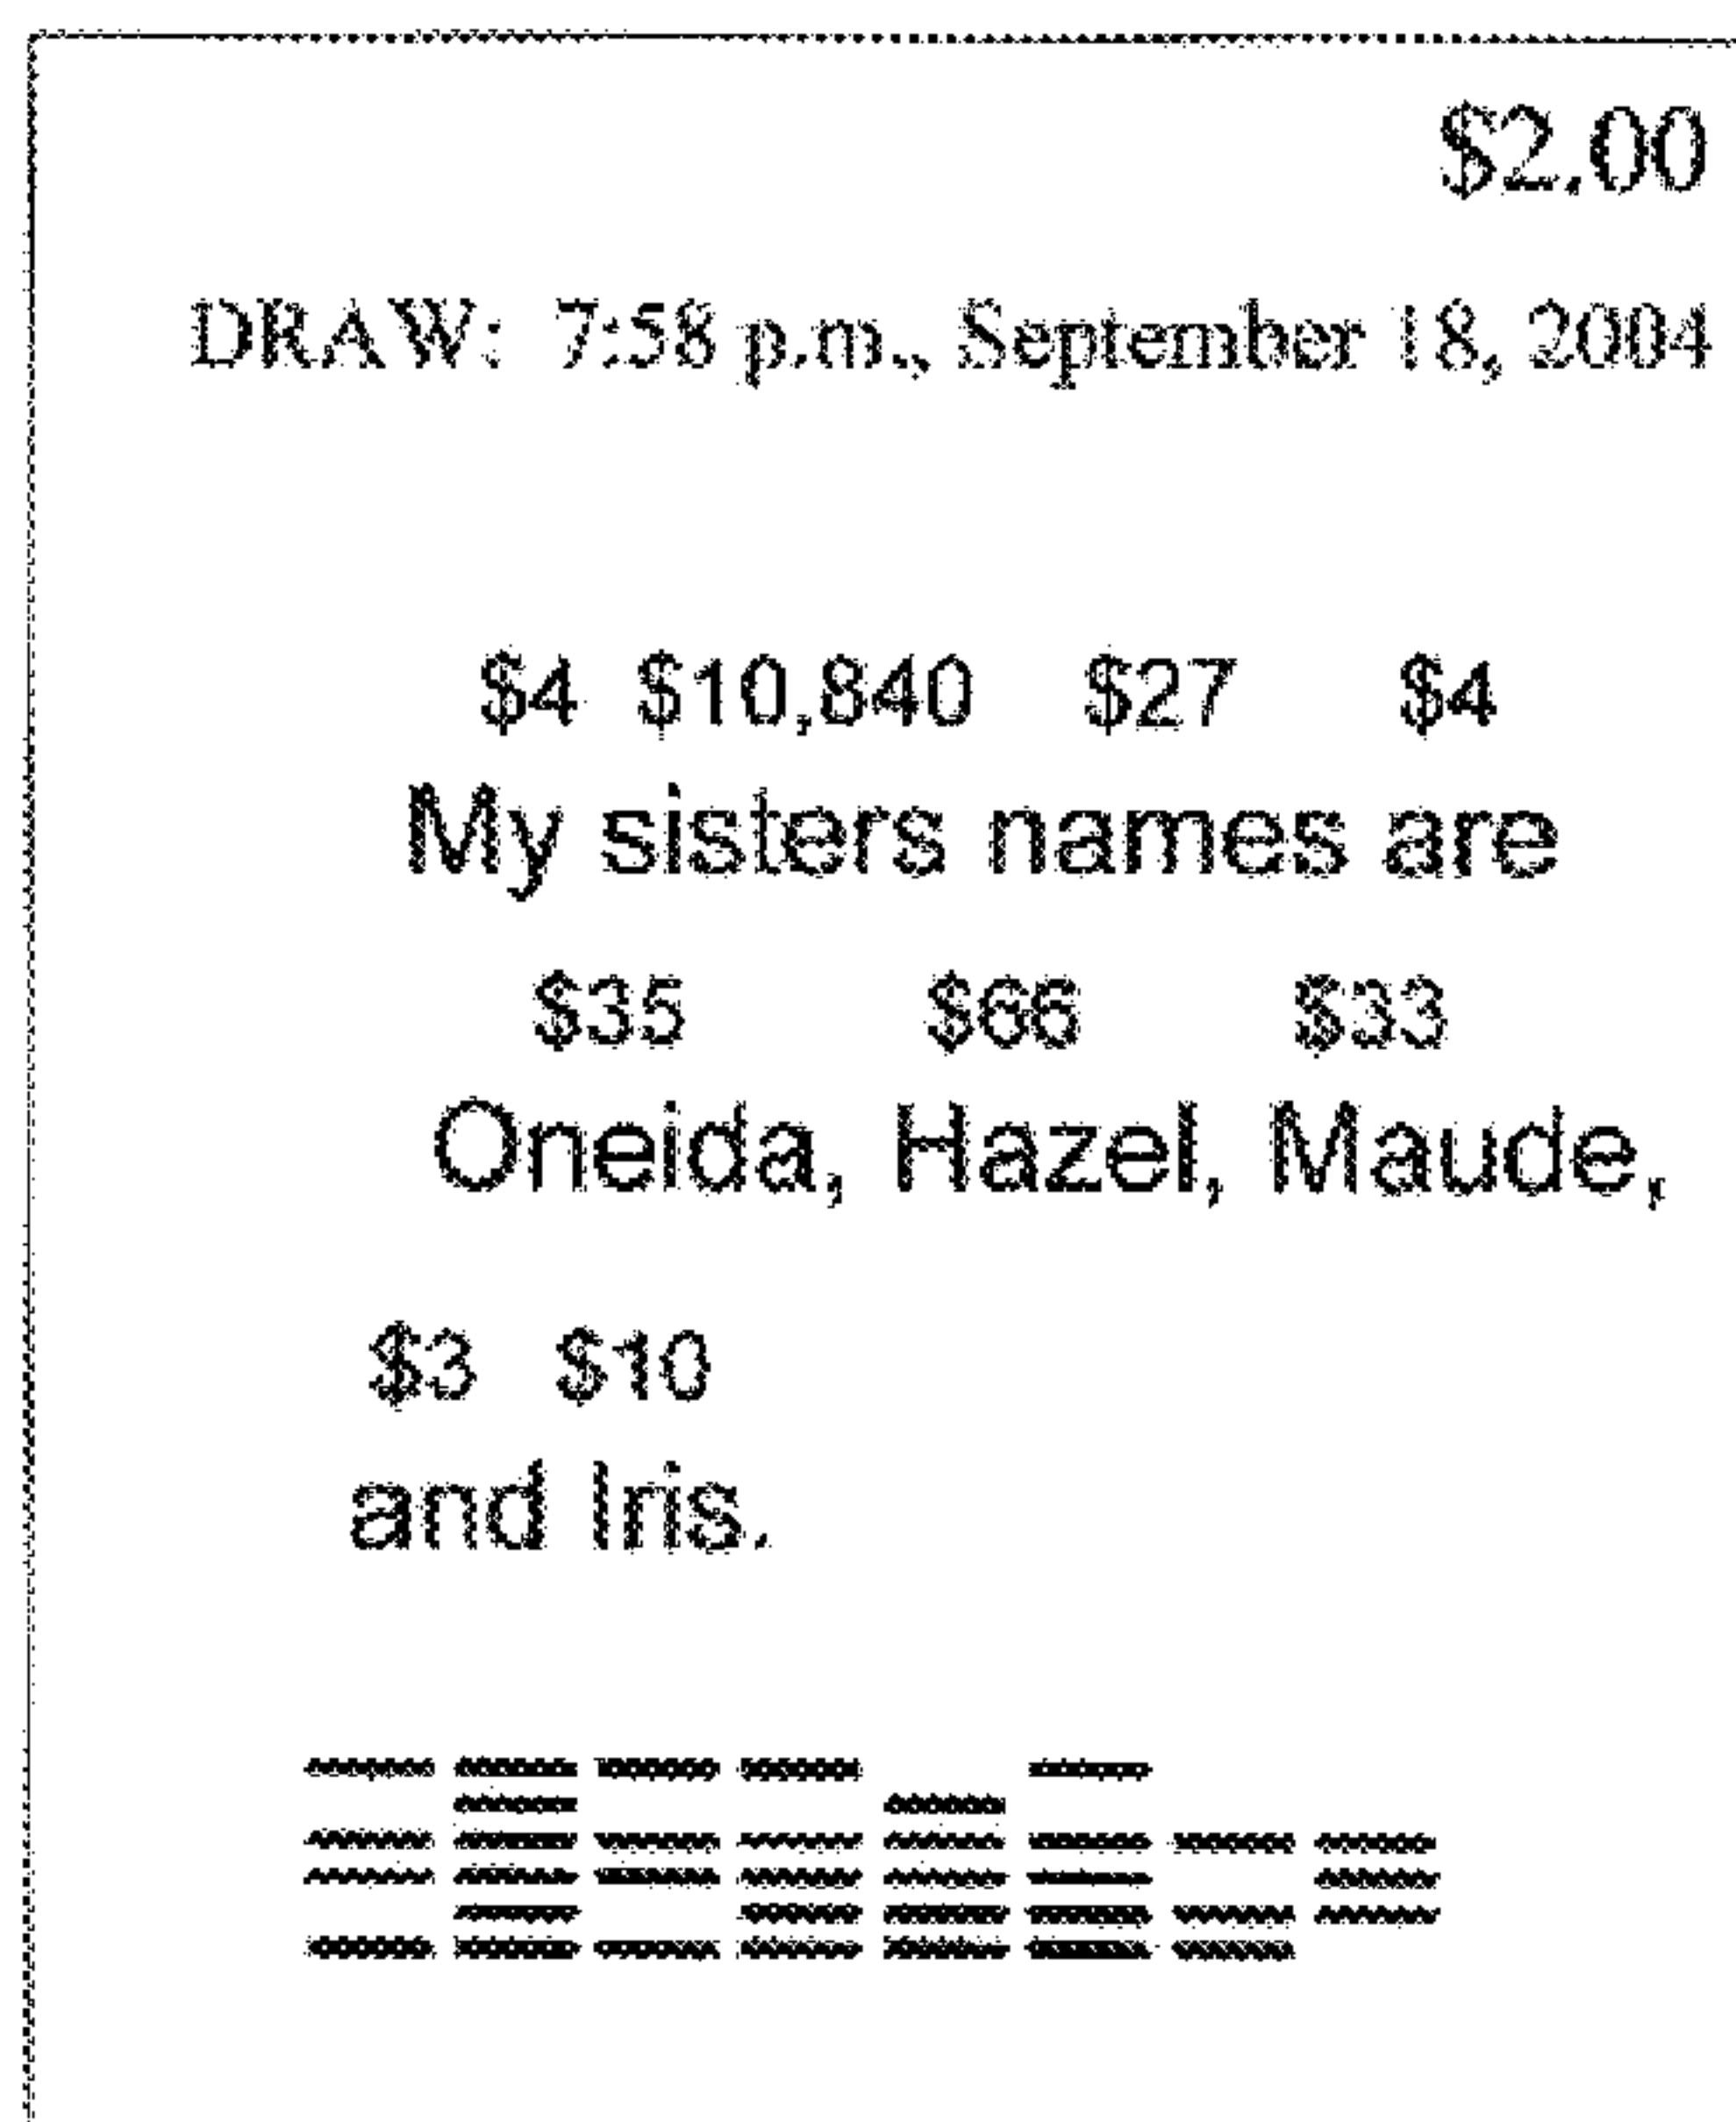 $2.00
DRAW: 7:58 p.m., September 18, 2004
$4 $10,840 $27 $4
My sisters names are
$35 $66 $33
Oneida, Hazel, Maude,
$3 $10
and Iris.